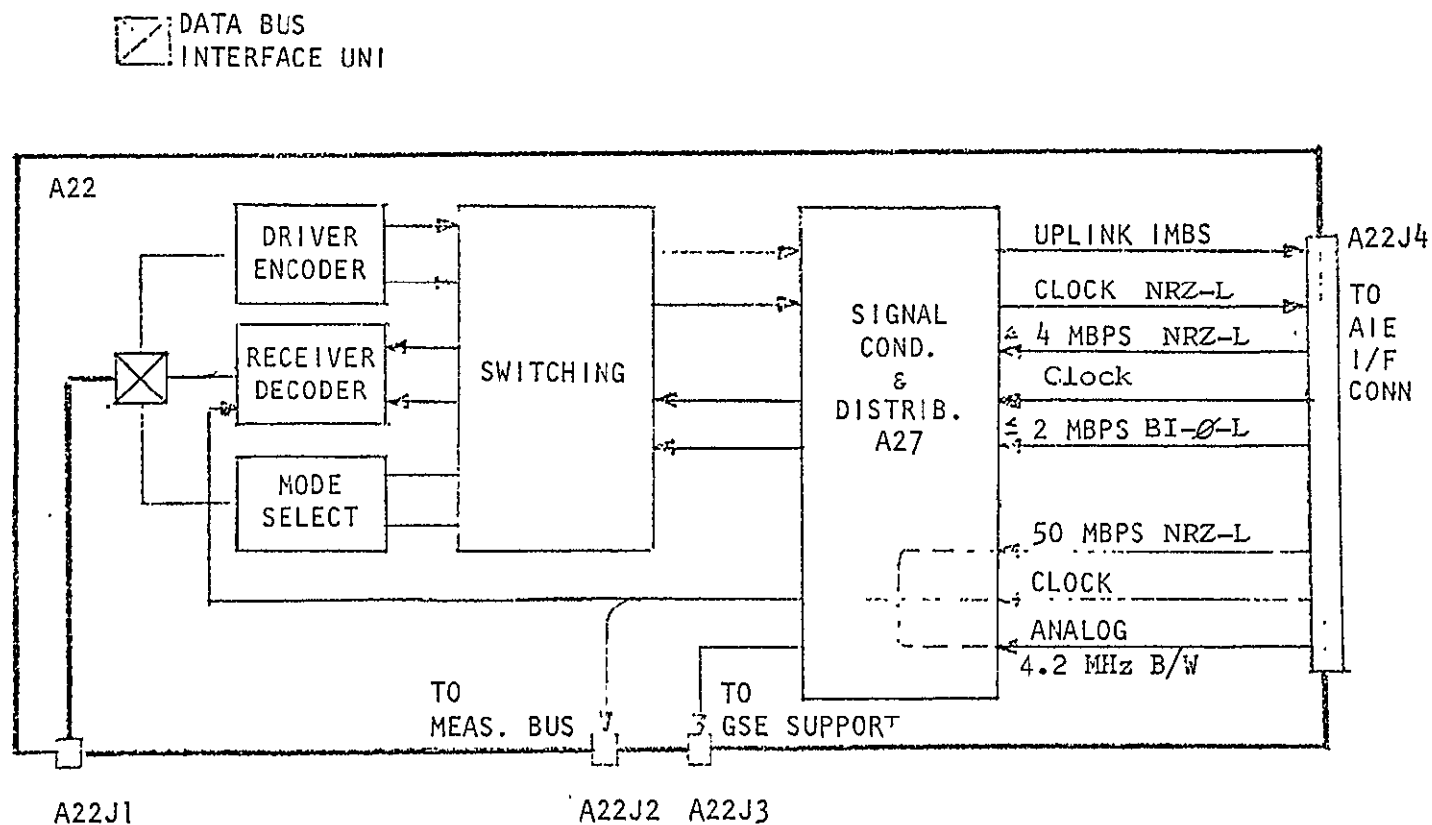 DATA BUS
INTERFACE UNI
A22
DRIVER
ENCODER
RECEIVER
DECODER
MODE
SELECT
SWITCHING
SIGNAL
COND.
&
DISTRIB.
A27
UPLINK IMBS
CLOCK NRZ-L
≤ 4 MBPS NRZ-L
Clock
≤ 2 MBPS BI-Ø-L
50 MBPS NRZ-L
CLOCK
ANALOG
4.2 MHz B/W
A22J4
TO
AIE
I/F
CONN
TO
MEAS. BUS
TO
GSE SUPPORT
A22J1
A22J2
A22J3